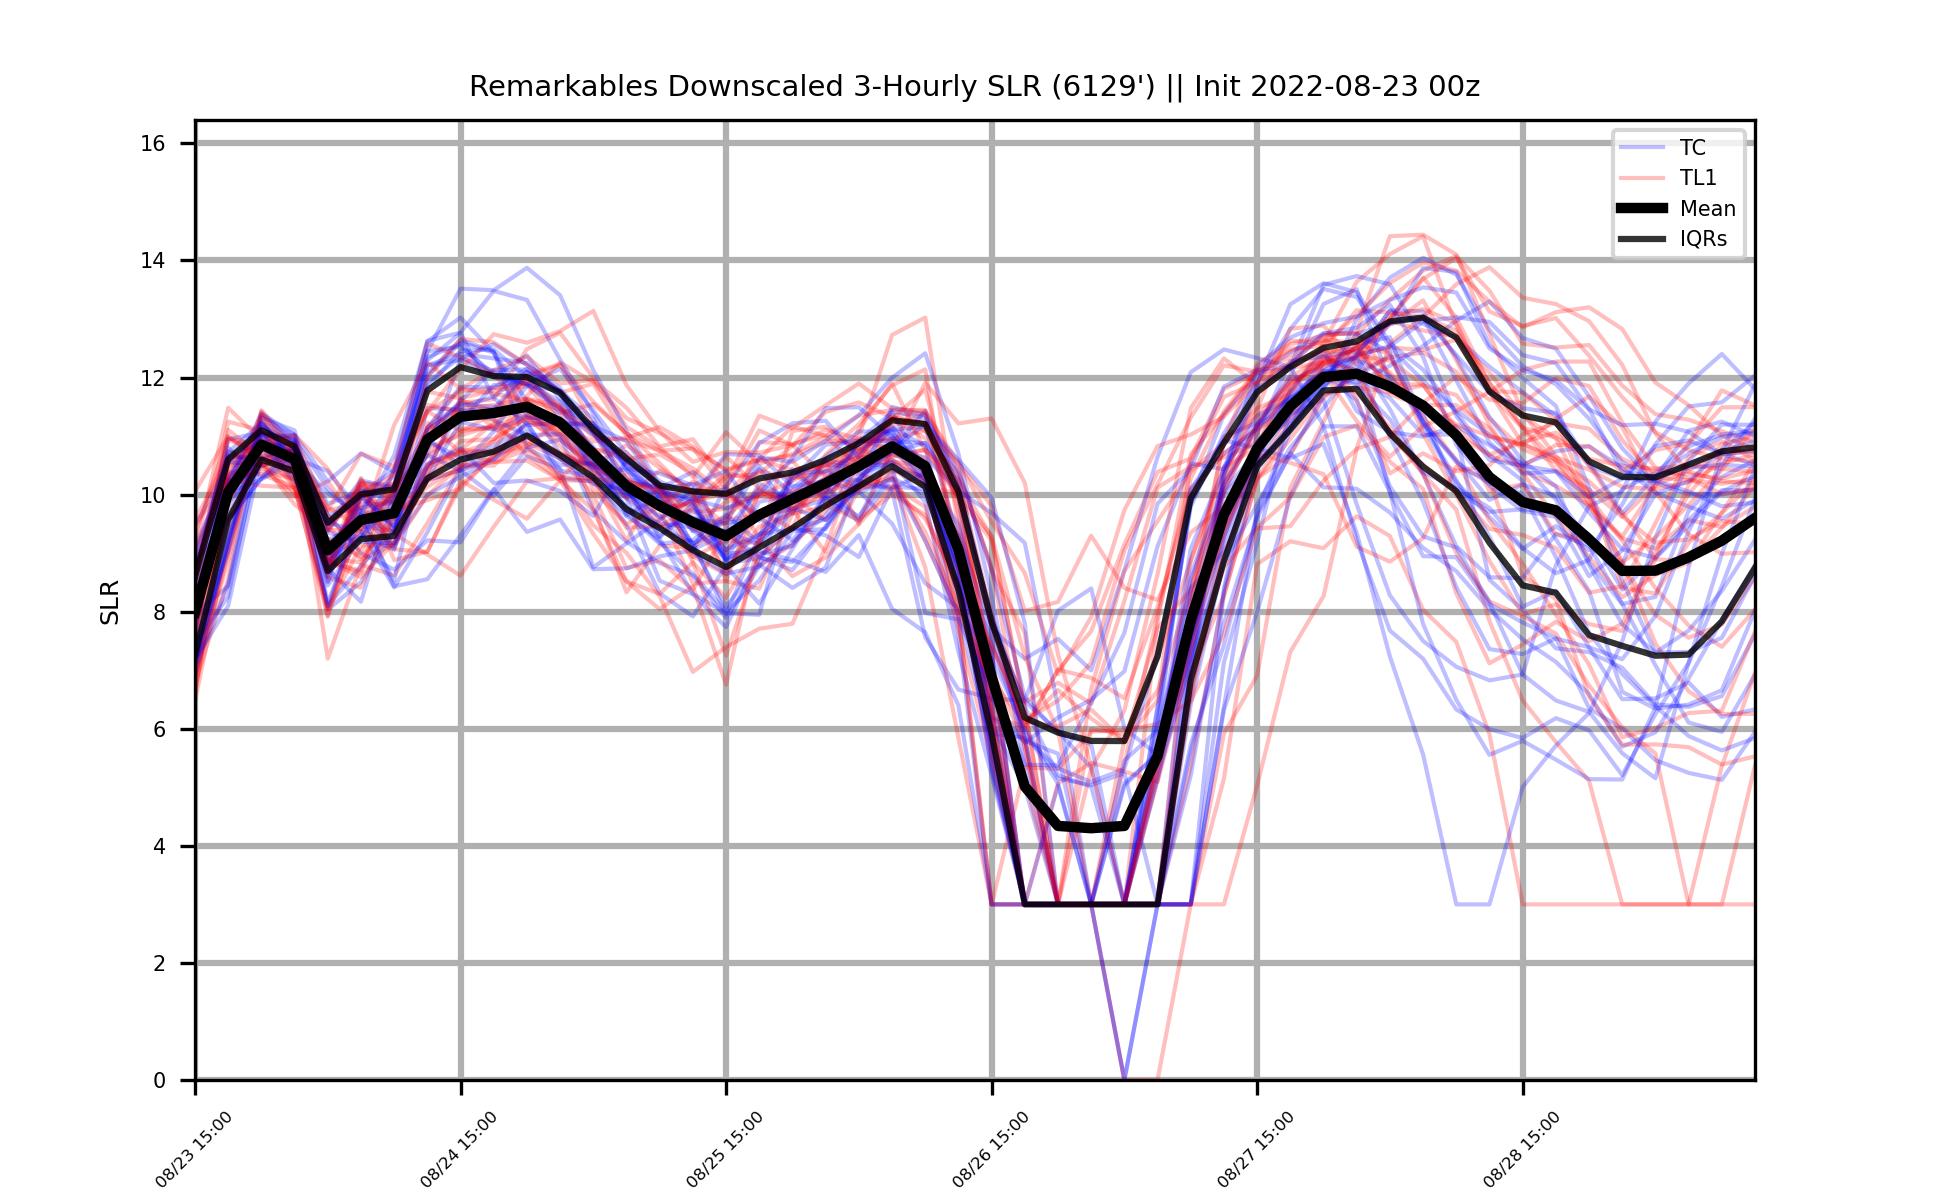 Remarkables Downscaled 3-Hourly SLR (6129') || Init 2022-08-23 00z
TC
TL1
Mean
IQRs
SLR
16
14
12
10
8
6
4
2
0
08/23 15:00
08/24 15:00
08/25 15:00
08/26 15:00
08/27 15:00
08/28 15:00